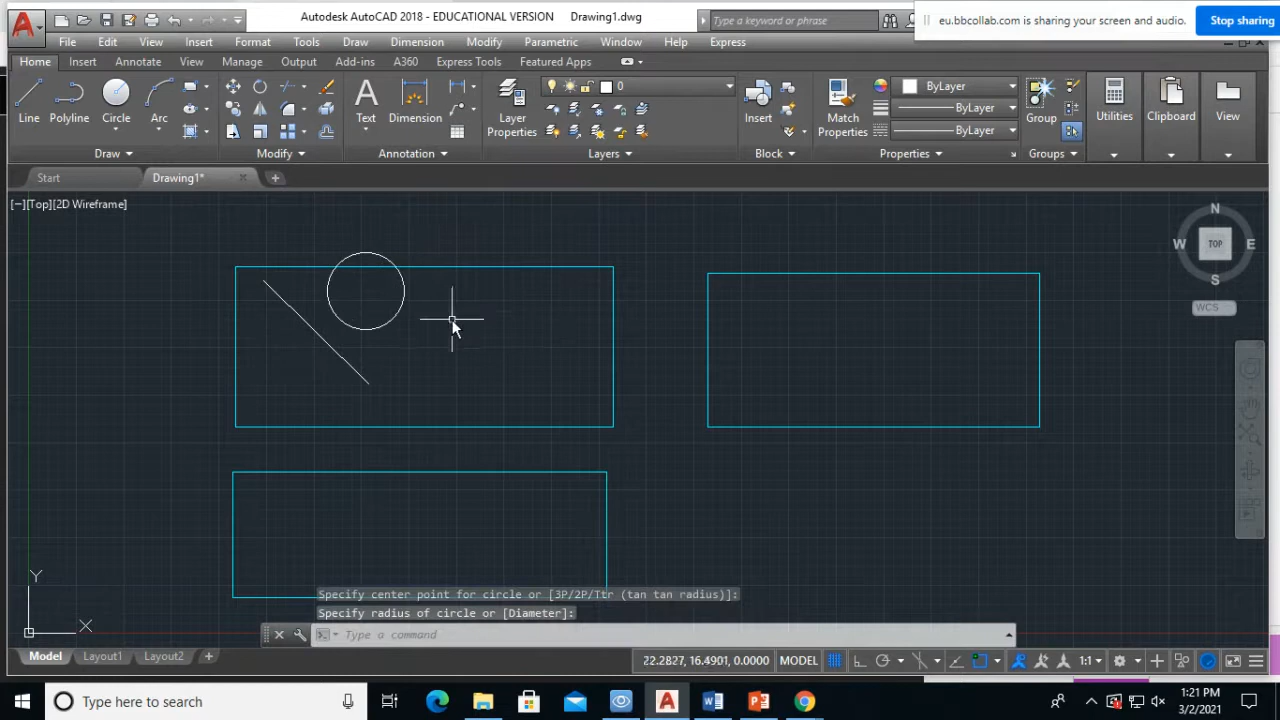 Autodesk AutoCAD 2018 - EDUCATIONAL VERSION Drawing1.dwg
Type a keyword or phrase
eu.bbcollab.com is sharing your screen and audio. Stop sharing
File Edit View Insert Format Tools Draw Dimension Modify Parametric Window Help Express
Home Insert Annotate View Manage Output Add-ins A360 Express Tools Featured Apps
0
ByLayer
ByLayer
ByLayer
Line Polyline Circle Arc Text Dimension Layer Properties Insert Match Properties Group Utilities Clipboard View
Draw Modify Annotation Layers Block Properties Groups
Start Drawing1*
[−][Top][2D Wireframe]
N
W TOP E
S
WCS
Y
X
Specify center point for circle or [3P/2P/Ttr (tan tan radius)]:
Specify radius of circle or [Diameter]:
Type a command
Model Layout1 Layout2 +
22.2827, 16.4901, 0.0000 MODEL 1:1
Type here to search
1:21 PM
3/2/2021